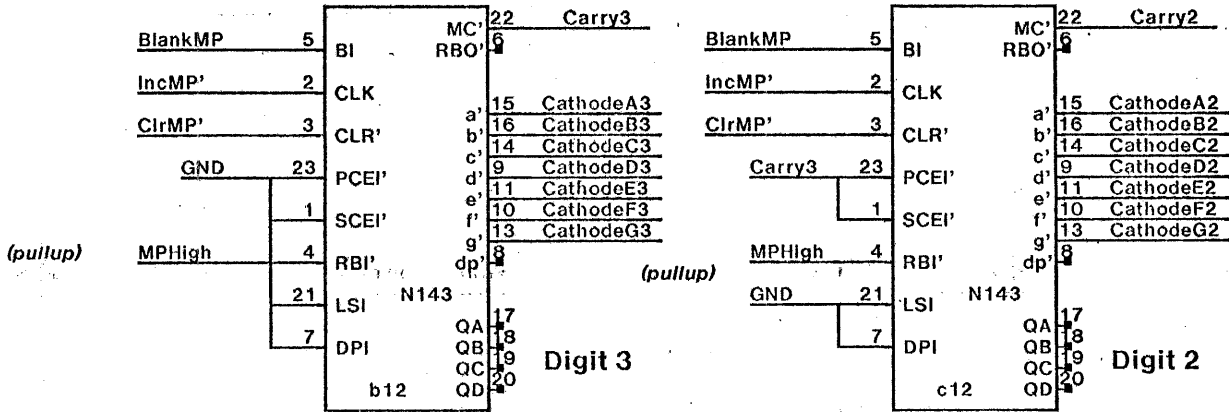 22 Carry3
MC'
BlankMP 5 BI
6
RBO'
IncMP' 2 CLK
15 CathodeA3
a'
ClrMP' 3 CLR'
16 CathodeB3
b'
14 CathodeC3
c'
GND 23 PCEI'
9 CathodeD3
d'
11 CathodeE3
e'
1 SCEI'
10 CathodeF3
f'
13 CathodeG3
g'
(pullup) MPHigh 4 RBI'
8
dp'
21 LSI
N143
17
QA
7 DPI
18
QB
19
QC
20
QD
b12
Digit 3
22 Carry2
MC'
BlankMP 5 BI
6
RBO'
IncMP' 2 CLK
15 CathodeA2
a'
ClrMP' 3 CLR'
16 CathodeB2
b'
14 CathodeC2
c'
Carry3 23 PCEI'
9 CathodeD2
d'
11 CathodeE2
e'
1 SCEI'
10 CathodeF2
f'
13 CathodeG2
g'
(pullup) MPHigh 4 RBI'
8
dp'
GND 21 LSI
N143
17
QA
7 DPI
18
QB
19
QC
20
QD
c12
Digit 2